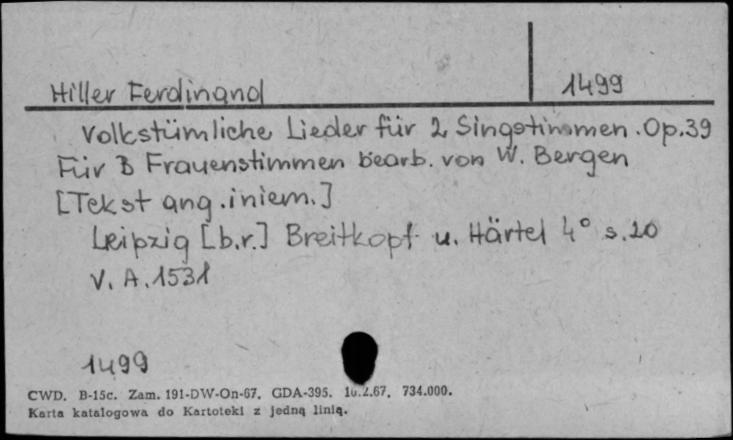 Hiller Ferdinand 1499
Volkstümliche Lieder für 2 Singstimmen. Op. 39
Für 3 Frauenstimmen bearb. von W. Bergen
[Tekst ang. i niem.]
Leipzig [b.r.] Breitkopf u. Härtel 4° s. 20
V. A. 1531
1499
CWD. B-15c. Zam. 191-DW-On-67. GDA-395. 10.2.67. 734.000.
Karta katalogowa do Kartoteki z jedną linią.